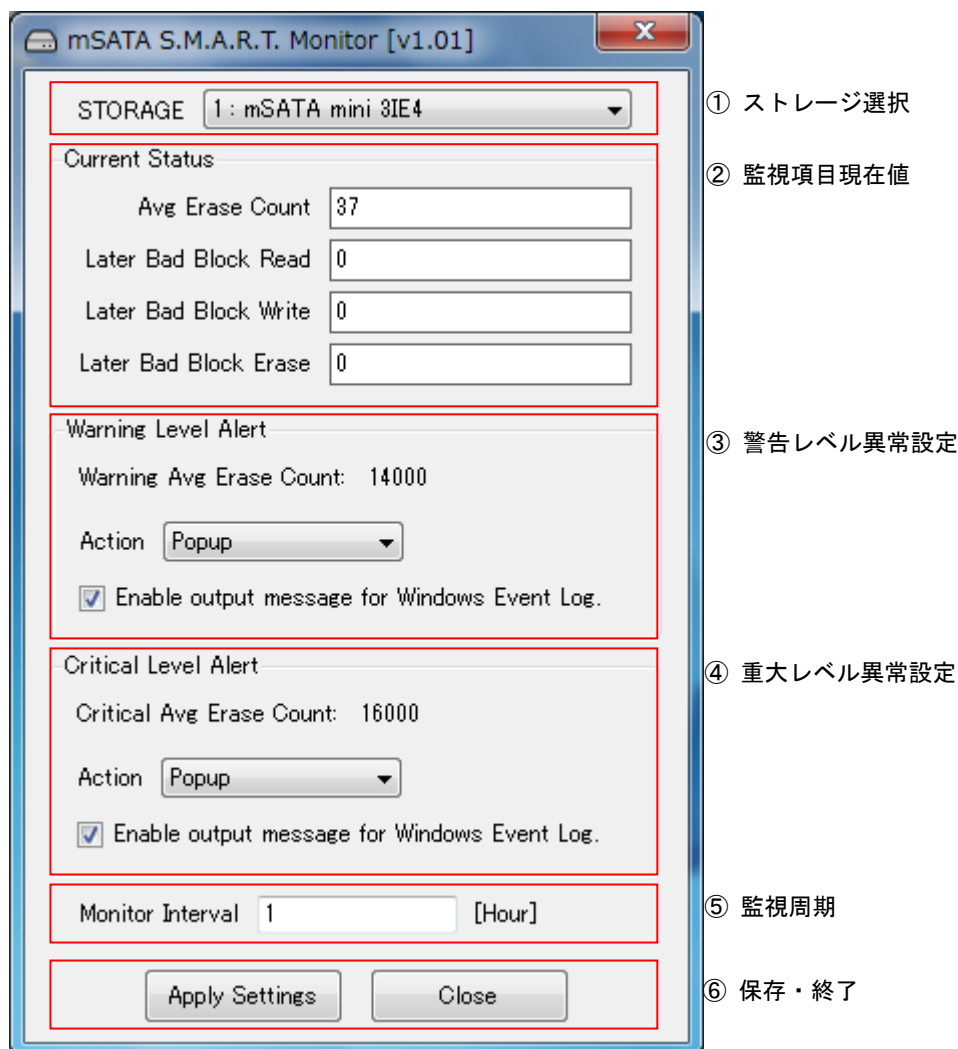 mSATA S.M.A.R.T. Monitor [v1.01]
STORAGE 1 : mSATA mini 3IE4
① ストレージ選択
Current Status
② 監視項目現在値
Avg Erase Count 37
Later Bad Block Read 0
Later Bad Block Write 0
Later Bad Block Erase 0
Warning Level Alert
③ 警告レベル異常設定
Warning Avg Erase Count: 14000
Action Popup
Enable output message for Windows Event Log.
Critical Level Alert
④ 重大レベル異常設定
Critical Avg Erase Count: 16000
Action Popup
Enable output message for Windows Event Log.
Monitor Interval 1 [Hour]
⑤ 監視周期
Apply Settings Close
⑥ 保存・終了